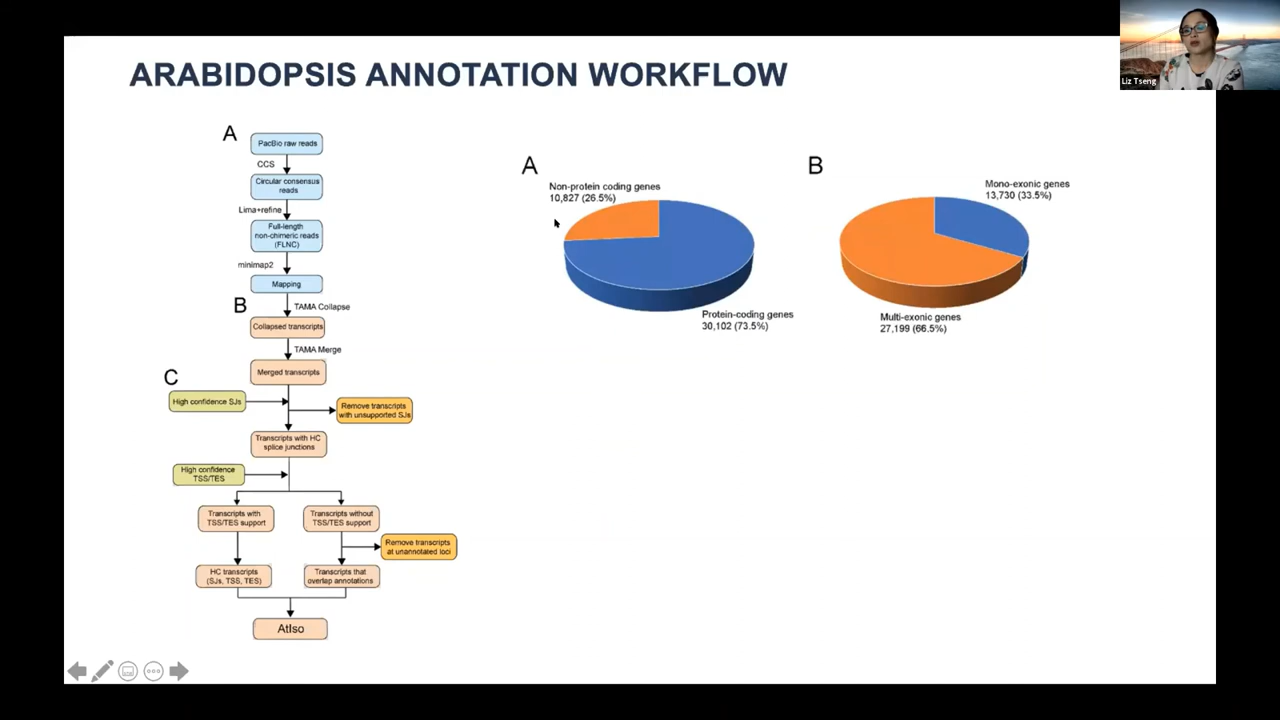 Liz Tseng
ARABIDOPSIS ANNOTATION WORKFLOW
A
PacBio raw reads
CCS
Circular consensus
reads
Lima+refine
Full-length
non-chimeric reads
(FLNC)
minimap2
Mapping
B
TAMA Collapse
Collapsed transcripts
TAMA Merge
Merged transcripts
C
High confidence SJs
Remove transcripts
with unsupported SJs
Transcripts with HC
splice junctions
High confidence
TSS/TES
Transcripts with
TSS/TES support
Transcripts without
TSS/TES support
Remove transcripts
at unannotated loci
HC transcripts
(SJs, TSS, TES)
Transcripts that
overlap annotations
AtIso
A
Non-protein coding genes
10,827 (26.5%)
Protein-coding genes
30,102 (73.5%)
B
Mono-exonic genes
13,730 (33.5%)
Multi-exonic genes
27,199 (66.5%)